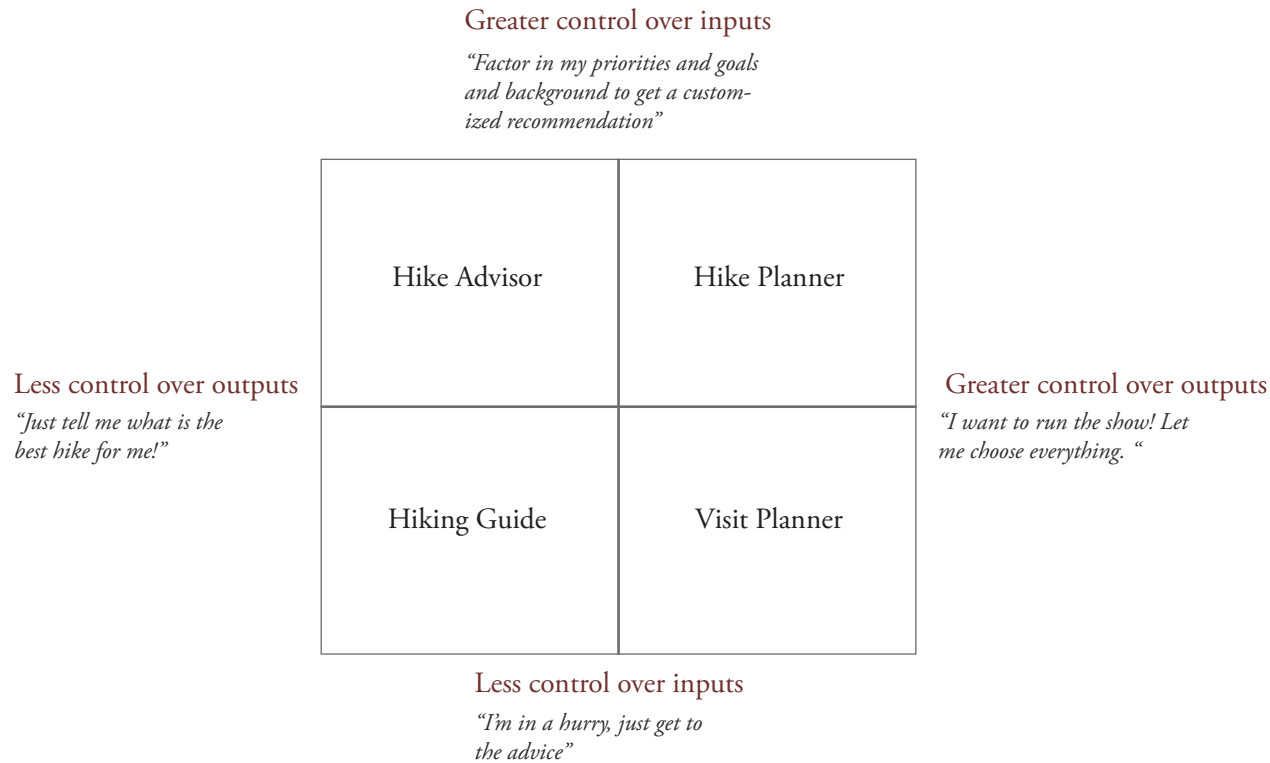 Greater control over inputs
“Factor in my priorities and goals
and background to get a custom-
ized recommendation”
Hike Advisor
Hike Planner
Less control over outputs
“Just tell me what is the
best hike for me!”
Greater control over outputs
“I want to run the show! Let
me choose everything. “
Hiking Guide
Visit Planner
Less control over inputs
“I’m in a hurry, just get to
the advice”